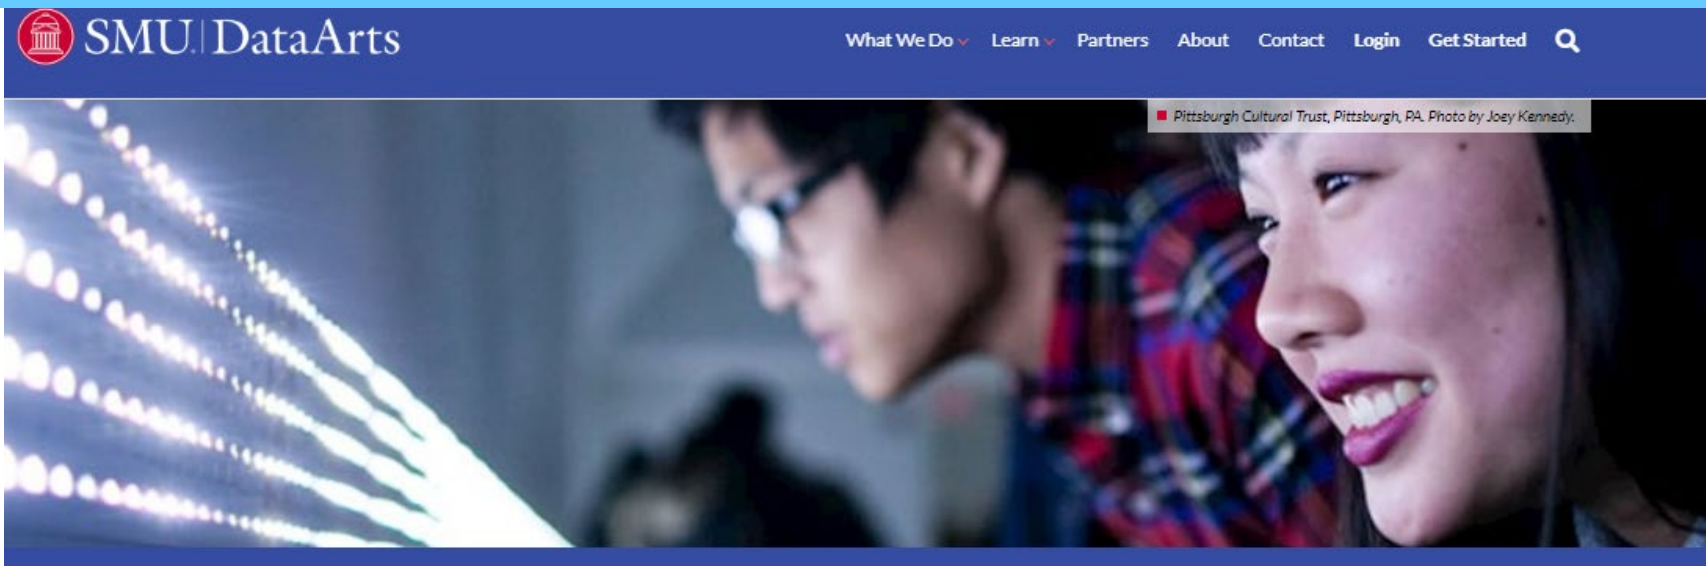 SMU. DataArts
What We Do Learn Partners About Contact Login Get Started
Pittsburgh Cultural Trust, Pittsburgh, PA. Photo by Joey Kennedy.